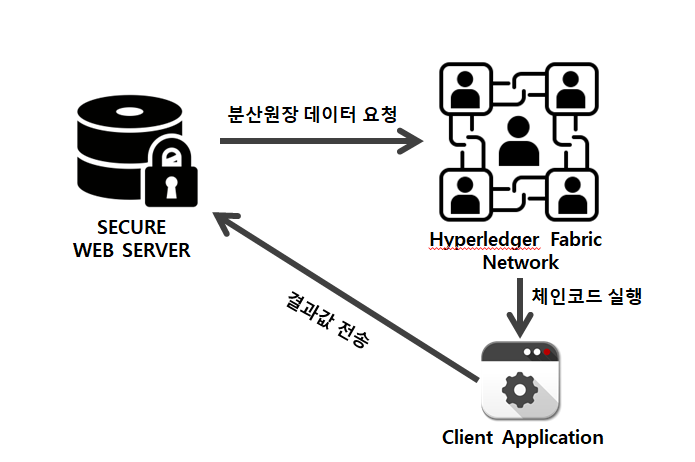 분산원장 데이터 요청
SECURE
WEB SERVER
Hyperledger Fabric
Network
체인코드 실행
결과값 전송
Client Application